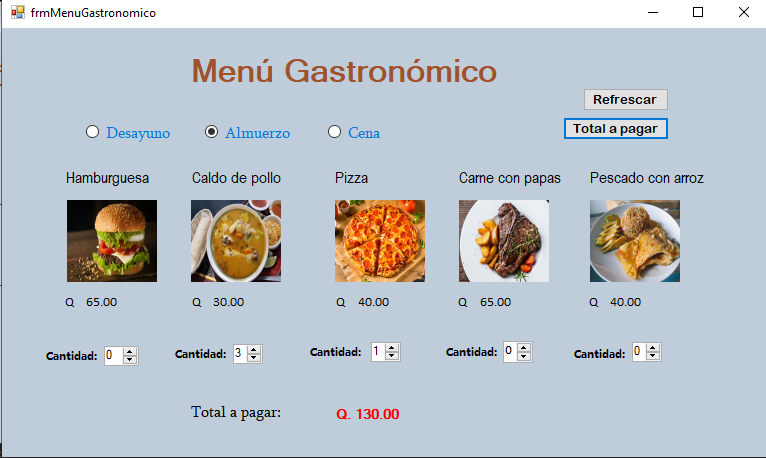 frmMenuGastronomico
Menú Gastronómico
Refrescar
Desayuno Almuerzo Cena
Total a pagar
Hamburguesa Caldo de pollo Pizza Carne con papas Pescado con arroz
Q 65.00 Q 30.00 Q 40.00 Q 65.00 Q 40.00
Cantidad: 0 Cantidad: 3 Cantidad: 1 Cantidad: 0 Cantidad: 0
Total a pagar: Q. 130.00